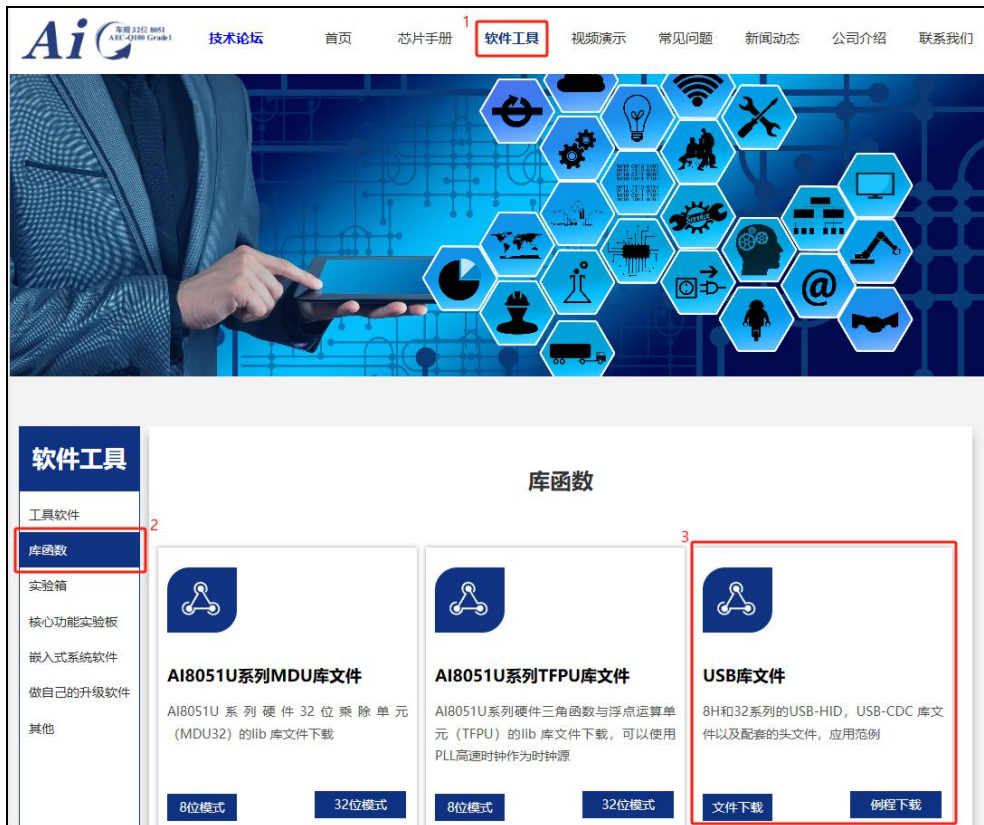 Ai
车规32位 8051
AEC-Q100 Grade1
技术论坛
首页
芯片手册
1
软件工具
视频演示
常见问题
新闻动态
公司介绍
联系我们
Service
@
软件工具
工具软件
2
库函数
实验箱
核心功能实验板
嵌入式系统软件
做自己的升级软件
其他
库函数
AI8051U系列MDU库文件
AI8051U 系列硬件 32 位乘除单元
（MDU32）的lib 库文件下载
8位模式
32位模式
AI8051U系列TFPU库文件
AI8051U系列硬件三角函数与浮点运算单
元（TFPU）的lib 库文件下载，可以使用
PLL高速时钟作为时钟源
8位模式
32位模式
3
USB库文件
8H和32系列的USB-HID，USB-CDC 库文
件以及配套的头文件，应用范例
文件下载
例程下载